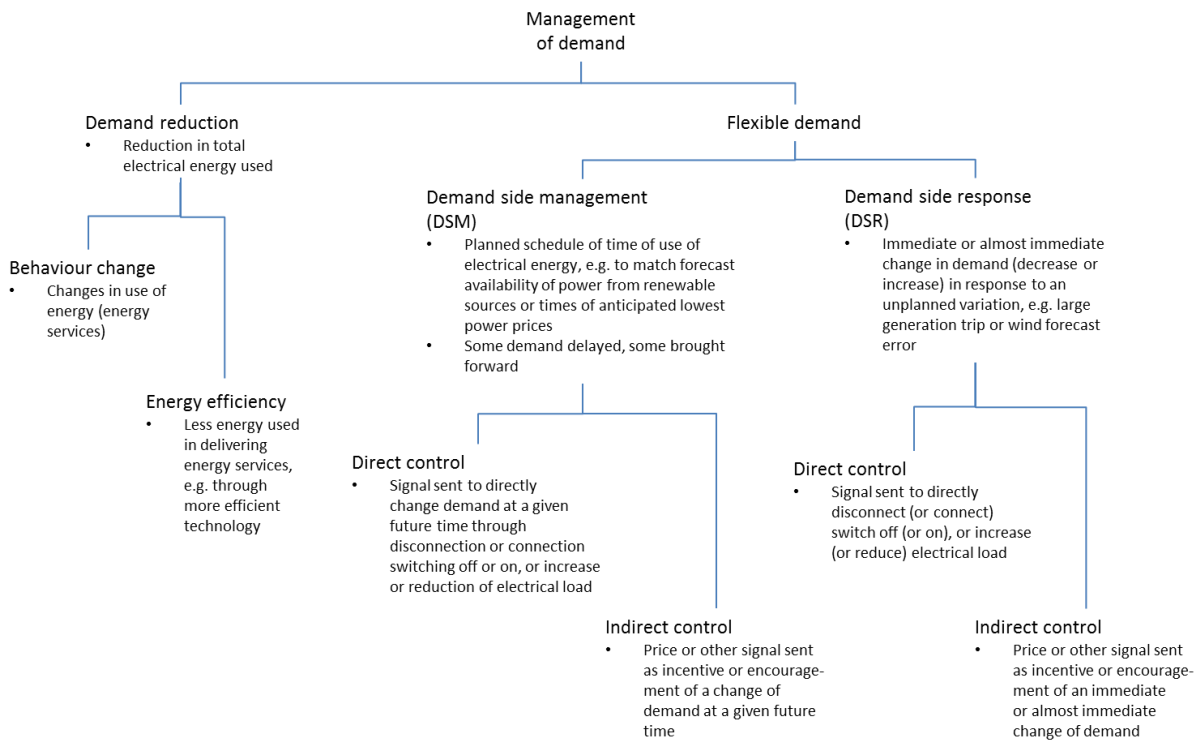 Management
of demand
Demand reduction
• Reduction in total
electrical energy used
Flexible demand
Behaviour change
• Changes in use of
energy (energy
services)
Energy efficiency
• Less energy used
in delivering
energy services,
e.g. through
more efficient
technology
Demand side management
(DSM)
• Planned schedule of time of use of
electrical energy, e.g. to match forecast
availability of power from renewable
sources or times of anticipated lowest
power prices
• Some demand delayed, some brought
forward
Direct control
• Signal sent to directly
change demand at a given
future time through
disconnection or connection
switching off or on, or increase
or reduction of electrical load
Indirect control
• Price or other signal sent
as incentive or encourage-
ment of a change of
demand at a given future
time
Demand side response
(DSR)
• Immediate or almost immediate
change in demand (decrease or
increase) in response to an
unplanned variation, e.g. large
generation trip or wind forecast
error
Direct control
• Signal sent to directly
disconnect (or connect)
switch off (or on), or increase
(or reduce) electrical load
Indirect control
• Price or other signal sent
as incentive or encourage-
ment of an immediate
or almost immediate
change of demand